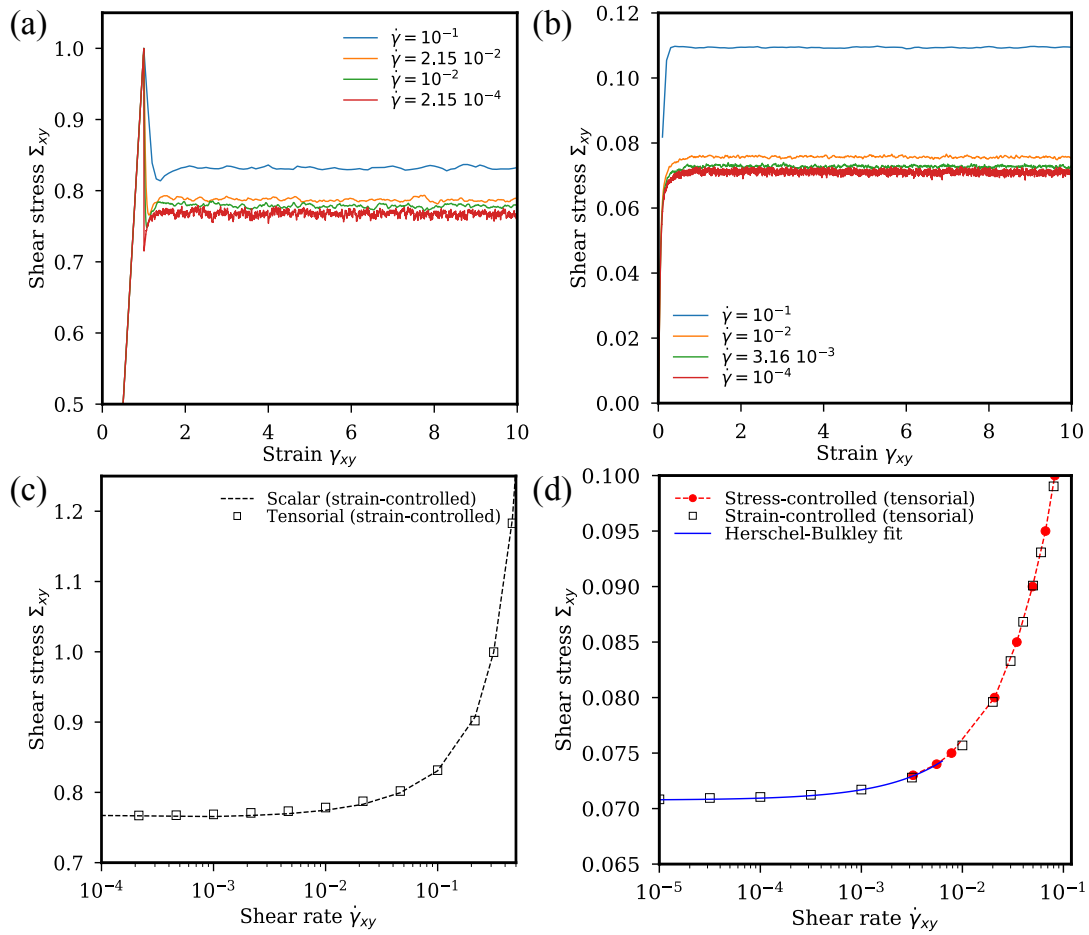 (a)
Shear stress Σxy
1.0
0.9
0.8
0.7
0.6
0.5
0
2
4
6
8
10
Strain γxy
γ̇ = 10⁻¹
γ̇ = 2.15 10⁻²
γ̇ = 10⁻²
γ̇ = 2.15 10⁻⁴
(b)
Shear stress Σxy
0.12
0.10
0.08
0.06
0.04
0.02
0.00
0
2
4
6
8
10
Strain γxy
γ̇ = 10⁻¹
γ̇ = 10⁻²
γ̇ = 3.16 10⁻³
γ̇ = 10⁻⁴
(c)
Shear stress Σxy
1.2
1.1
1.0
0.9
0.8
0.7
10⁻⁴
10⁻³
10⁻²
10⁻¹
Shear rate γ̇xy
Scalar (strain-controlled)
Tensorial (strain-controlled)
(d)
Shear stress Σxy
0.100
0.095
0.090
0.085
0.080
0.075
0.070
0.065
10⁻⁵
10⁻⁴
10⁻³
10⁻²
10⁻¹
Shear rate γ̇xy
Stress-controlled (tensorial)
Strain-controlled (tensorial)
Herschel-Bulkley fit